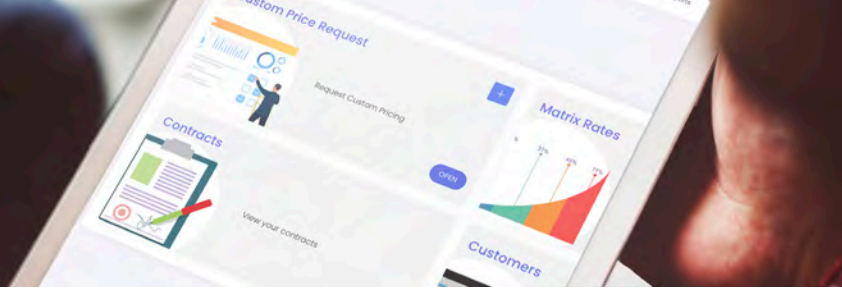 Custom Price Request
Request Custom Pricing
+
OPEN
Matrix Rates
Contracts
View your contracts
Customers